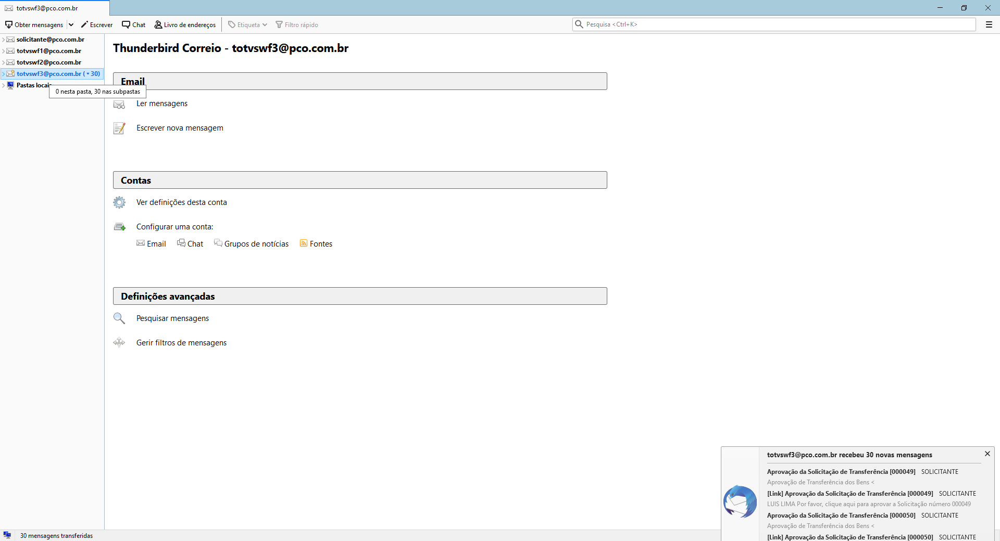 totvswf3@pco.com.br
Obter mensagens
Escrever
Chat
Livro de endereços
Etiqueta
Filtro rápido
Pesquisa <Ctrl+K>
solicitante@pco.com.br
totvswf1@pco.com.br
totvswf2@pco.com.br
totvswf3@pco.com.br (▾ 30)
Pastas locais
0 nesta pasta, 30 nas subpastas
Thunderbird Correio - totvswf3@pco.com.br
Email
Ler mensagens
Escrever nova mensagem
Contas
Ver definições desta conta
Configurar uma conta:
Email Chat Grupos de notícias Fontes
Definições avançadas
Pesquisar mensagens
Gerir filtros de mensagens
totvswf3@pco.com.br recebeu 30 novas mensagens
Aprovação da Solicitação de Transferência [000049] SOLICITANTE
Aprovação de Transferência dos Bens <
[Link] Aprovação da Solicitação de Transferência [000049] SOLICITANTE
LUIS LIMA Por favor, clique aqui para aprovar a Solicitação número 000049
Aprovação da Solicitação de Transferência [000050] SOLICITANTE
Aprovação de Transferência dos Bens <
[Link] Aprovação da Solicitação de Transferência [000050] SOLICITANTE
30 mensagens transferidas